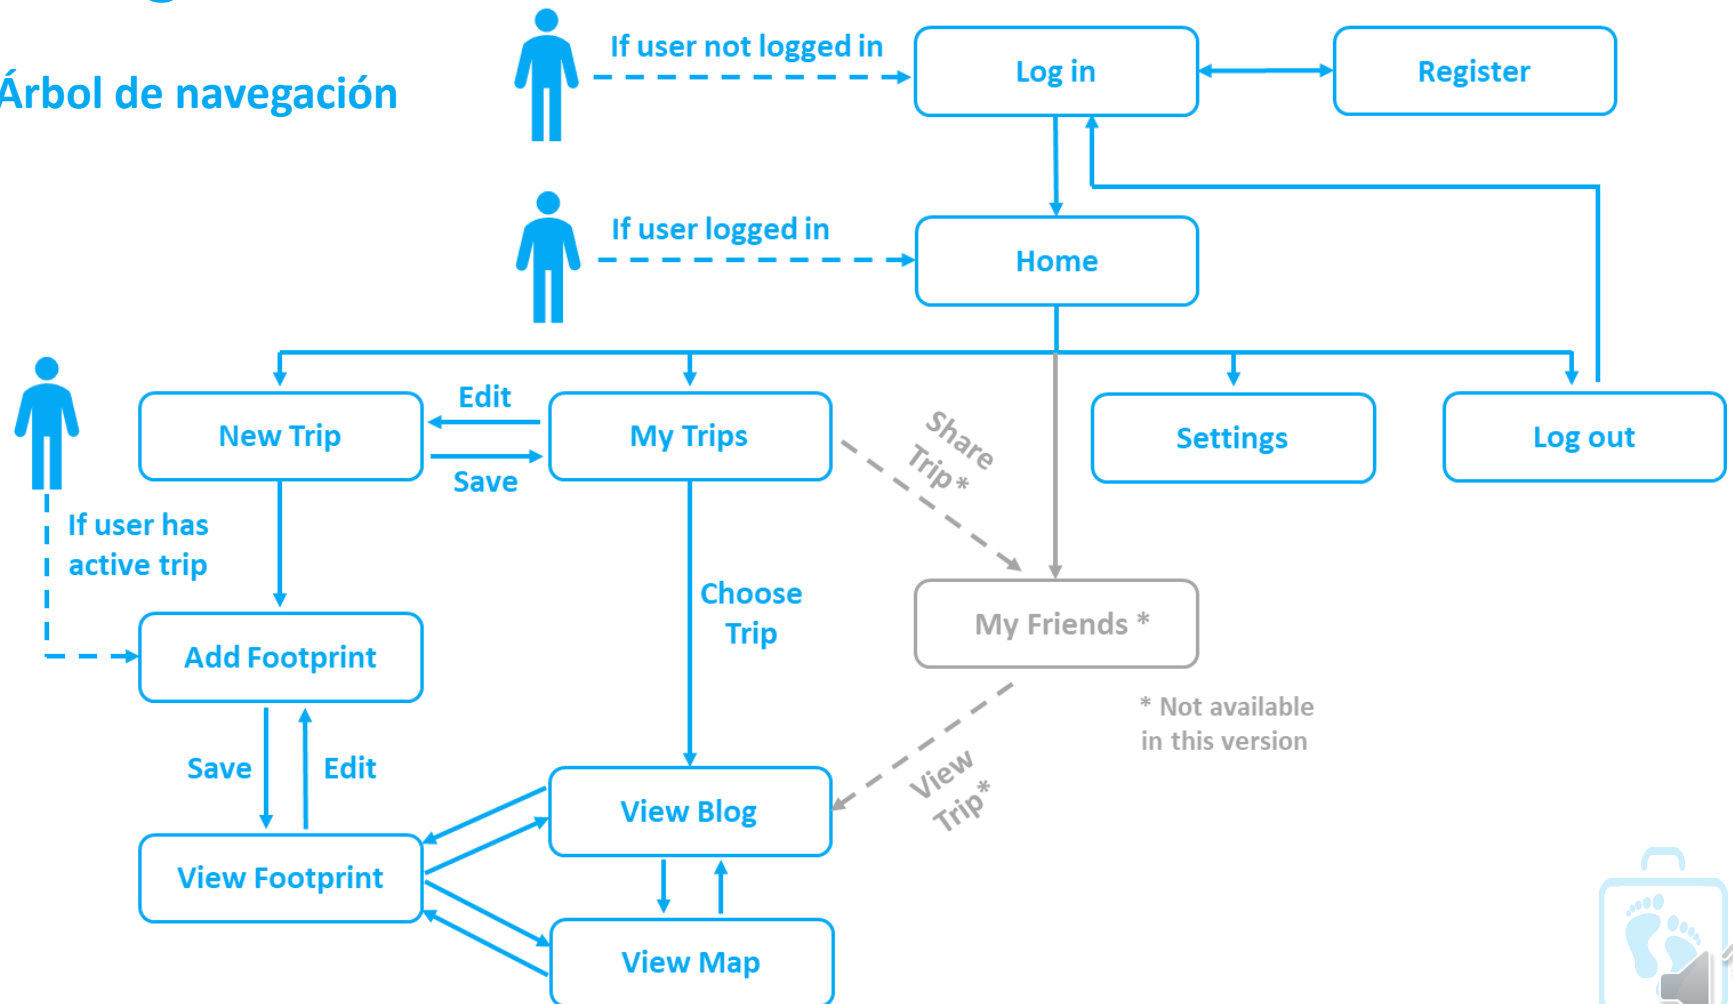 Árbol de navegación
If user not logged in
Log in
Register
If user logged in
Home
New Trip
Edit
Save
My Trips
Share
Trip *
Settings
Log out
If user has
active trip
Choose
Trip
My Friends *
Add Footprint
* Not available
in this version
Save
Edit
View Blog
View
Trip*
View Footprint
View Map